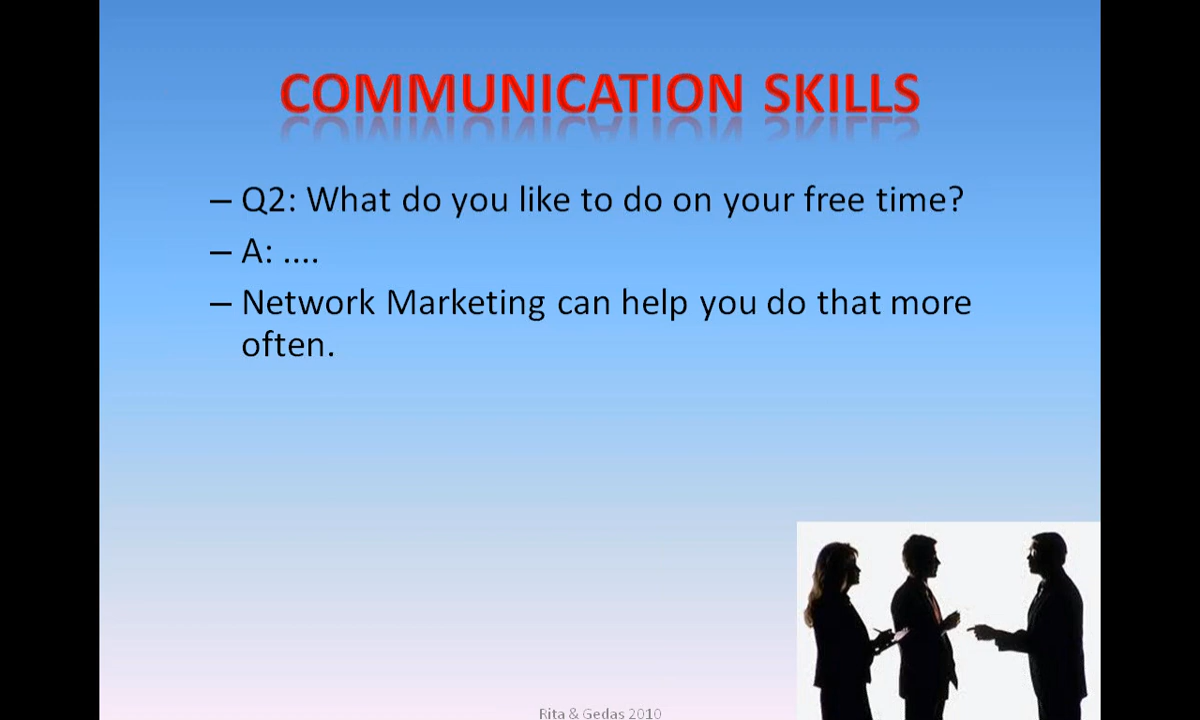 COMMUNICATION SKILLS
– Q2: What do you like to do on your free time?
– A: ....
– Network Marketing can help you do that more
often.
Rita & Gedas 2010